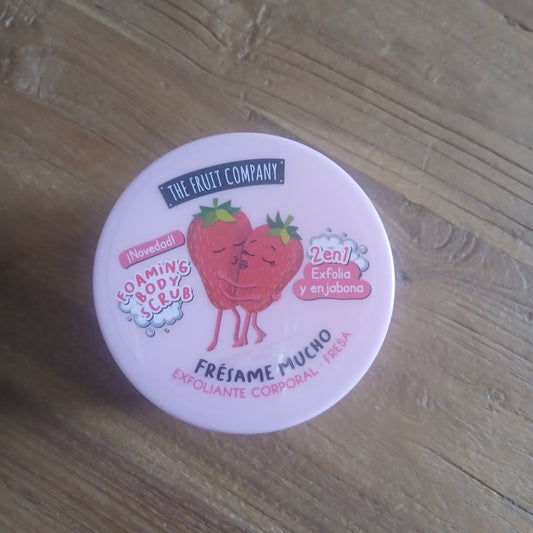 THE FRUIT COMPANY
¡Novedad!
FOAMING
BODY
SCRUB
2en1
Exfolia
y enjabona
FRÉSAME MUCHO
EXFOLIANTE CORPORAL · FRESA